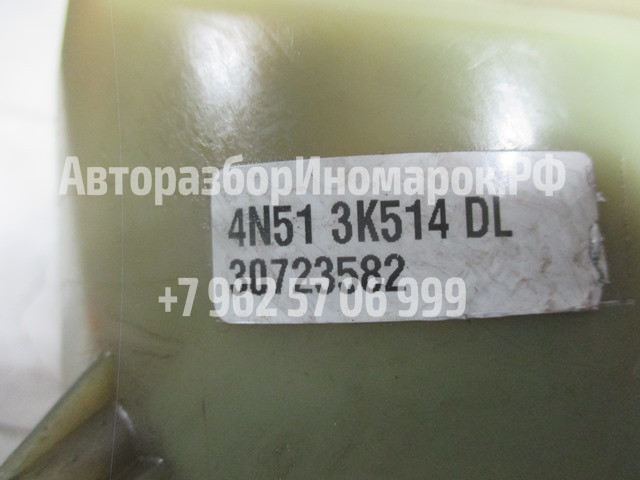 АвторазборИномарок.РФ
4N51 3K514 DL
30723582
+7 962 57 06 999